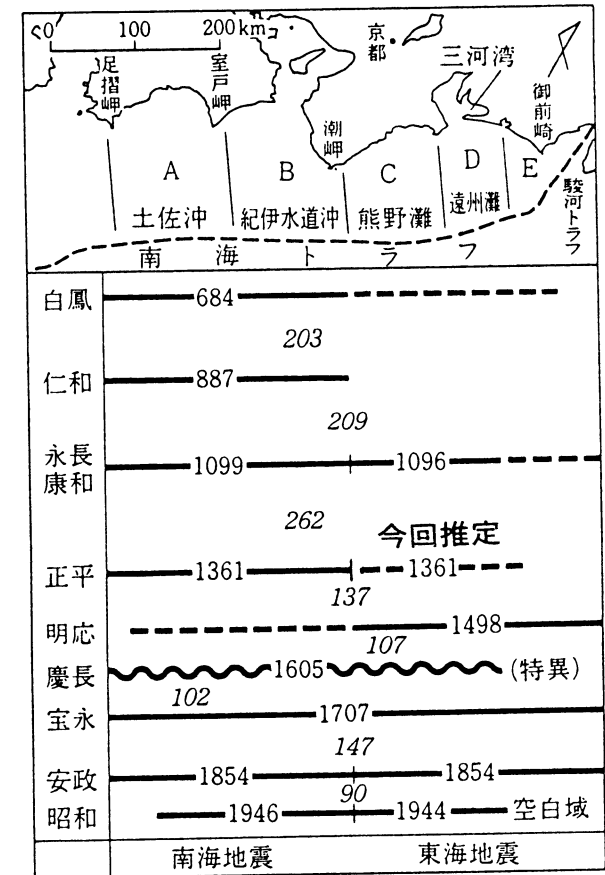 0 100 200km
足摺岬
室戸岬
潮岬
京都
三河湾
御前崎
A B C D E
土佐沖 紀伊水道沖 熊野灘 遠州灘
駿河トラフ
南海トラフ
白鳳 684
203
仁和 887
209
永長
康和 1099 1096
262
今回推定
正平 1361 1361
137
明応 1498
107
慶長 1605 (特異)
102
宝永 1707
147
安政 1854 1854
90
昭和 1946 1944 空白域
南海地震 東海地震